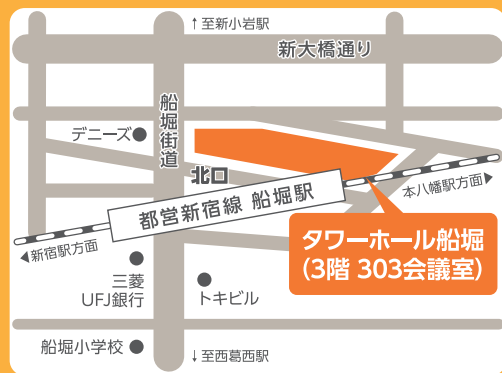 ↑至新小岩駅
新大橋通り
船堀街道
デニーズ
北口
都営新宿線 船堀駅
本八幡駅方面▶
◀新宿駅方面
タワーホール船堀
(3階 303会議室)
三菱
UFJ銀行
トキビル
船堀小学校
↓至西葛西駅